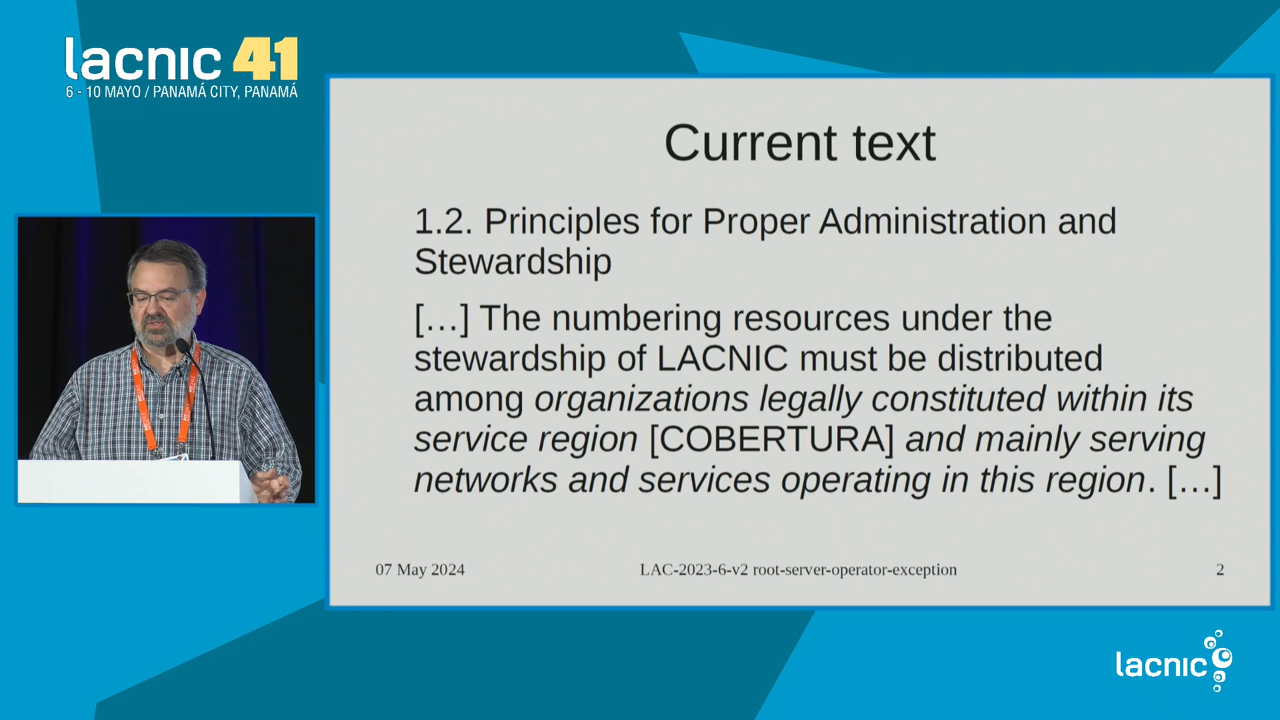 lacnic 41
6 - 10 MAYO / PANAMÁ CITY, PANAMÁ
Current text
1.2. Principles for Proper Administration and
Stewardship
[…] The numbering resources under the
stewardship of LACNIC must be distributed
among organizations legally constituted within its
service region [COBERTURA] and mainly serving
networks and services operating in this region. […]
07 May 2024
LAC-2023-6-v2 root-server-operator-exception
2
lacnic